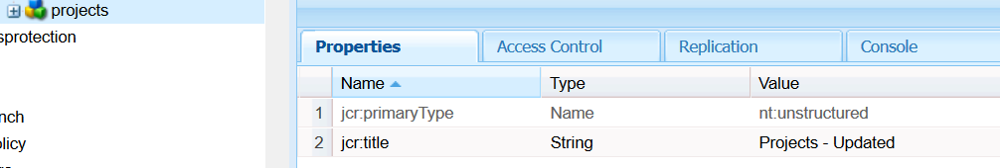 projects
sprotection
nch
olicy
Properties
Access Control
Replication
Console
Name
Type
Value
1
jcr:primaryType
Name
nt:unstructured
2
jcr:title
String
Projects - Updated